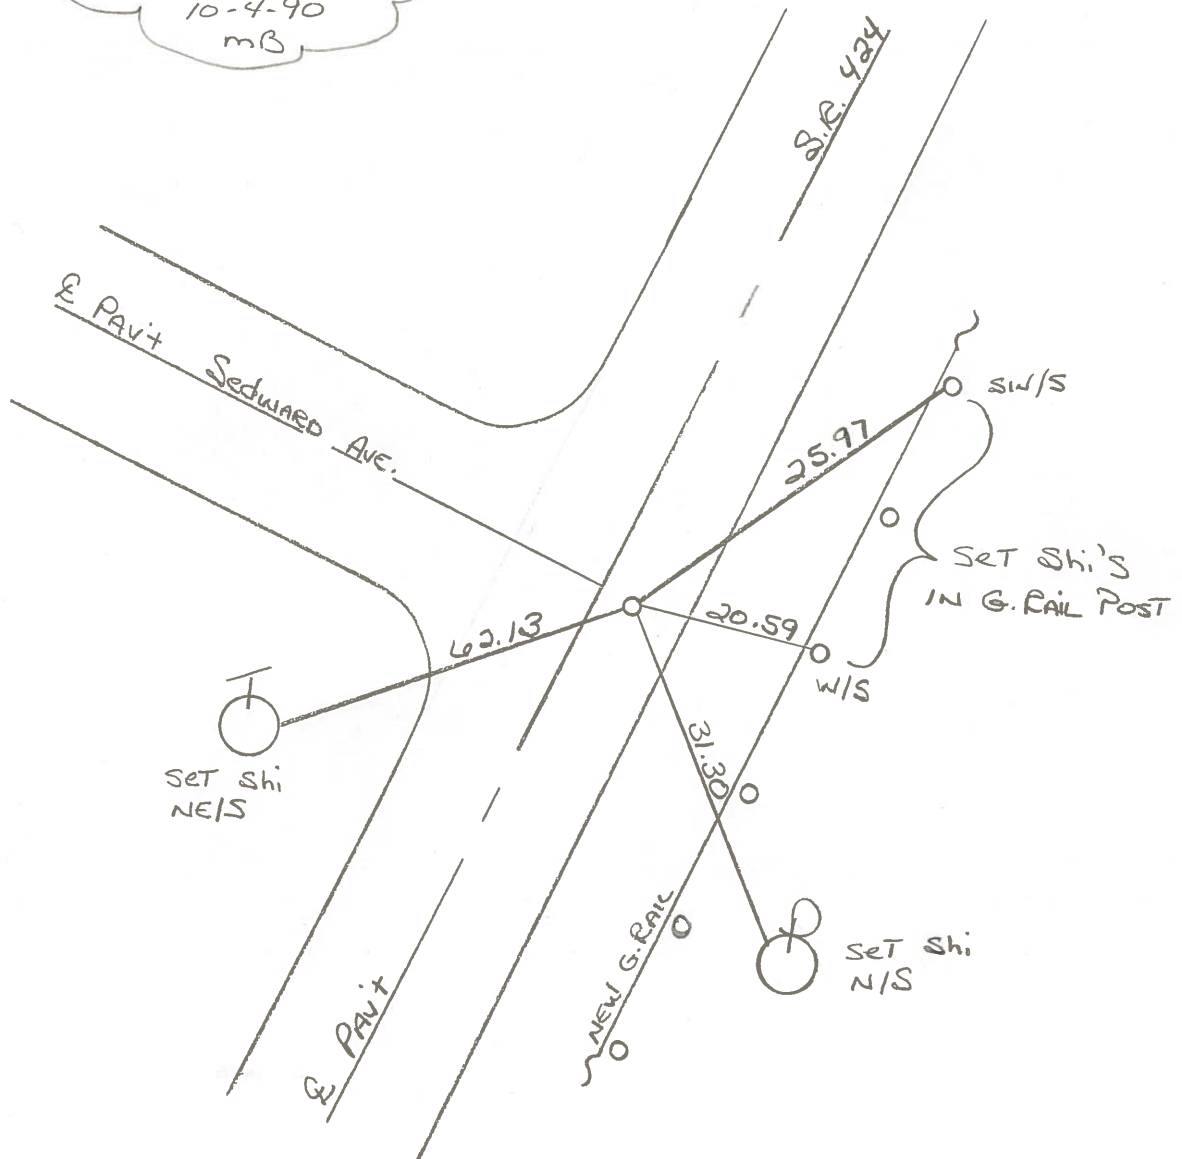 10-4-90
mB
S.R. 424
℄ PAV't Sedward AVE.
SW/S
25.97
SET Shi's
IN G. RAIL POST
20.59
62.13
W/S
SET Shi
NE/S
31.30
NEW G. RAIL
SET Shi
N/S
℄ PAV't